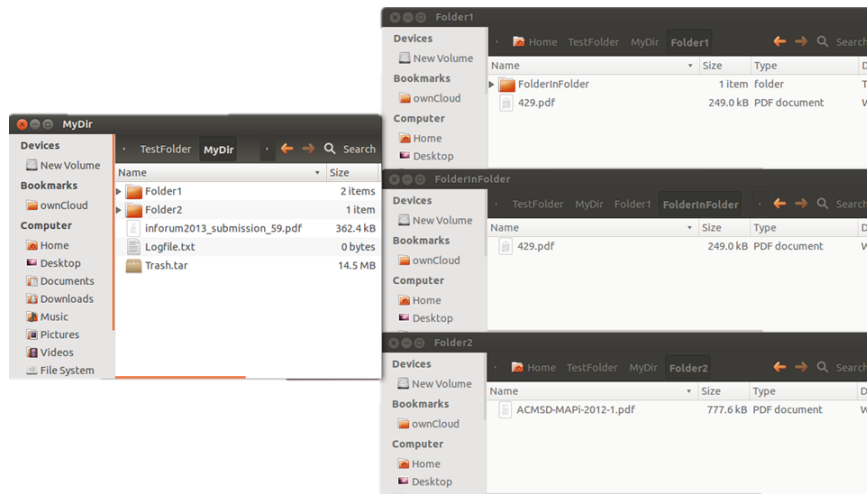 MyDir
Devices
New Volume
Bookmarks
ownCloud
Computer
Home
Desktop
Documents
Downloads
Music
Pictures
Videos
File System
TestFolder MyDir Search
Name Size
Folder1 2 items
Folder2 1 item
inforum2013_submission_59.pdf 362.4 kB
Logfile.txt 0 bytes
Trash.tar 14.5 MB
Folder1
Devices
New Volume
Bookmarks
ownCloud
Computer
Home
Desktop
Home TestFolder MyDir Folder1 Search
Name Size Type D
FolderInFolder 1 item folder T
429.pdf 249.0 kB PDF document W
FolderInFolder
Devices
New Volume
Bookmarks
ownCloud
Computer
Home
Desktop
TestFolder MyDir Folder1 FolderInFolder Search
Name Size Type D
429.pdf 249.0 kB PDF document W
Folder2
Devices
New Volume
Bookmarks
ownCloud
Computer
Home
Desktop
Home TestFolder MyDir Folder2 Search
Name Size Type D
ACMSD-MAPi-2012-1.pdf 777.6 kB PDF document W